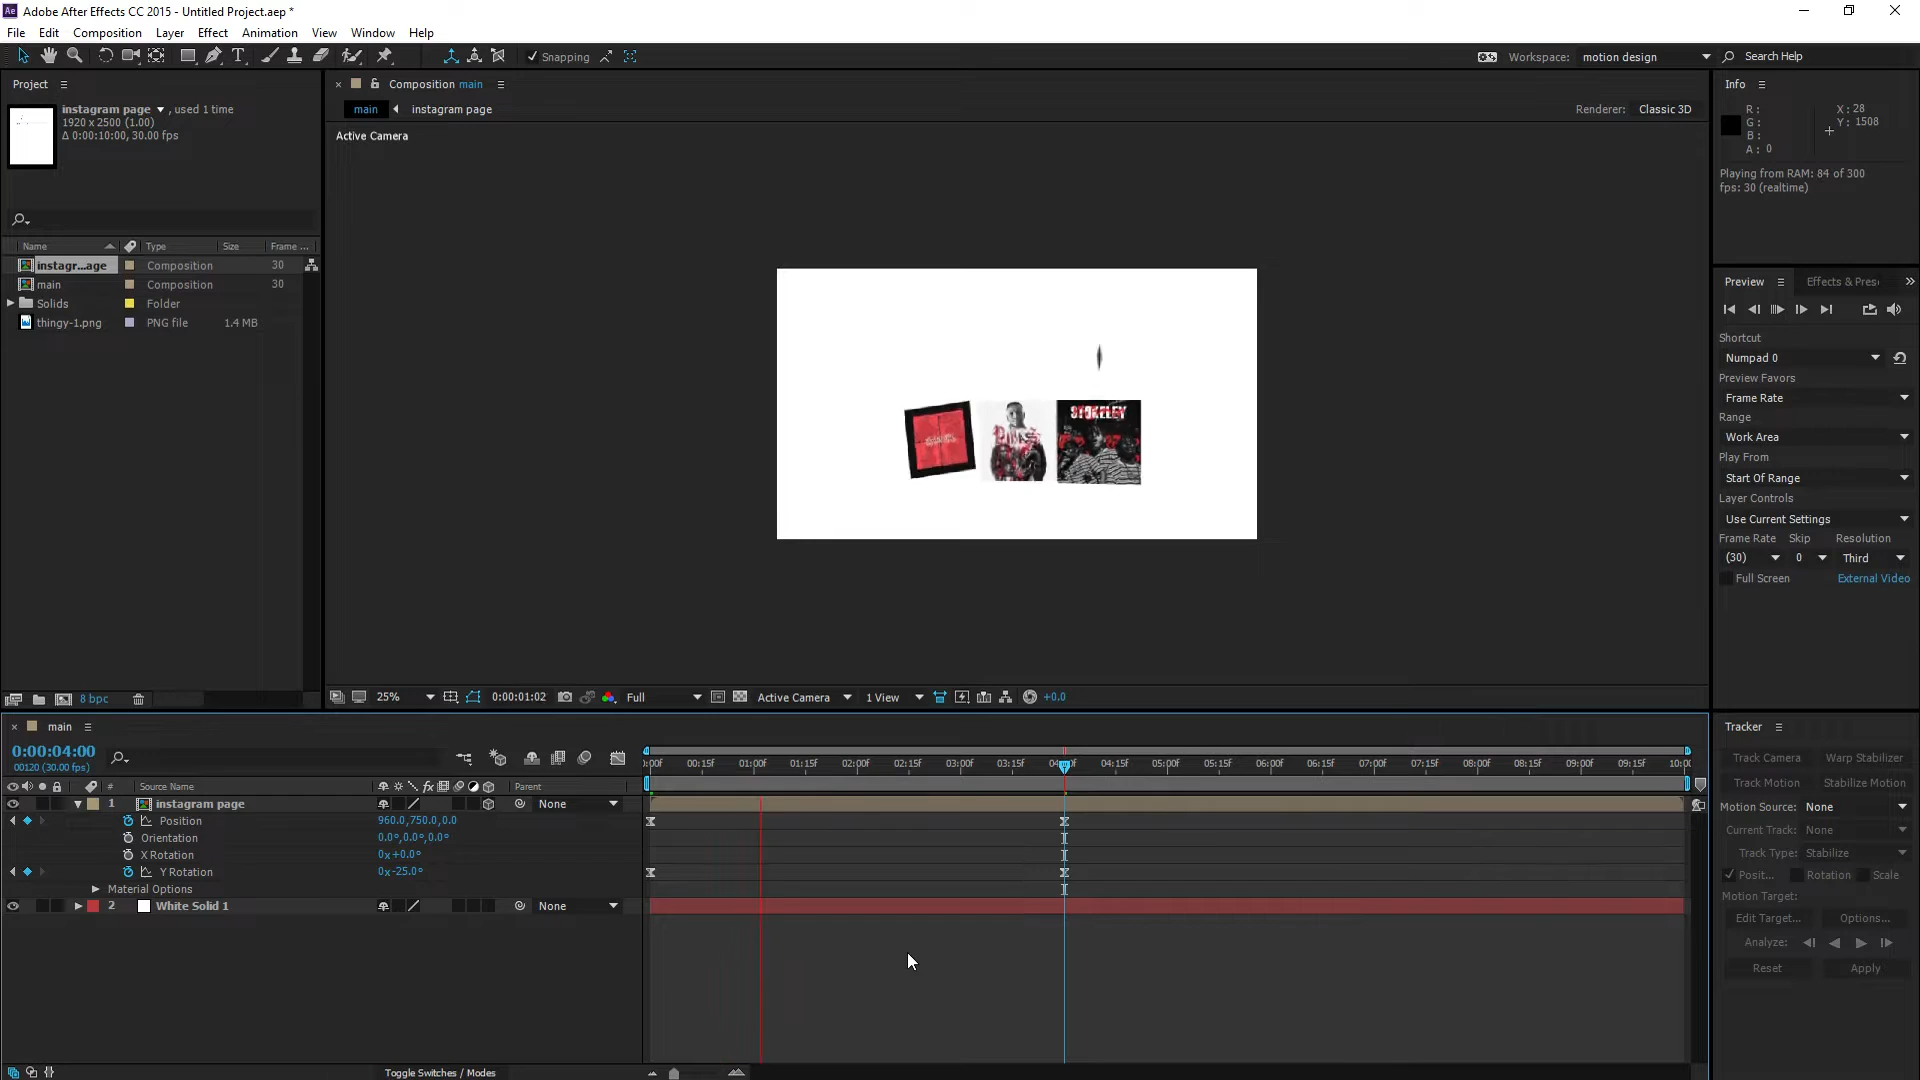 Adobe After Effects CC 2015 - Untitled Project.aep *
File Edit Composition Layer Effect Animation View Window Help
Snapping
Workspace: motion design
Search Help
Project
instagram page , used 1 time
1920 x 2500 (1.00)
Δ 0:00:10:00, 30.00 fps
Name Type Size Frame ...
instagr...age Composition 30
main Composition 30
Solids Folder
thingy-1.png PNG file 1.4 MB
8 bpc
Composition main
main instagram page
Renderer: Classic 3D
Active Camera
STOKELEY
25% 0:00:01:02 Full Active Camera 1 View +0.0
Info
R :
G :
B :
A : 0
X : 28
Y : 1508
Playing from RAM: 84 of 300
fps: 30 (realtime)
Preview Effects & Pres
Shortcut
Numpad 0
Preview Favors
Frame Rate
Range
Work Area
Play From
Start Of Range
Layer Controls
Use Current Settings
Frame Rate Skip Resolution
(30) 0 Third
Full Screen External Video
main
0:00:04:00
00120 (30.00 fps)
# Source Name Parent
1 instagram page None
Position 960.0,750.0,0.0
Orientation 0.0°,0.0°,0.0°
X Rotation 0x+0.0°
Y Rotation 0x-25.0°
Material Options
2 White Solid 1 None
00:15f 01:00f 01:15f 02:00f 02:15f 03:00f 03:15f 04:15f 05:00f 05:15f 06:00f 06:15f 07:00f 07:15f 08:00f 08:15f 09:00f 09:15f
Toggle Switches / Modes
Tracker
Track Camera Warp Stabilizer
Track Motion Stabilize Motion
Motion Source: None
Current Track: None
Track Type: Stabilize
Posit... Rotation Scale
Motion Target:
Edit Target... Options...
Analyze:
Reset Apply